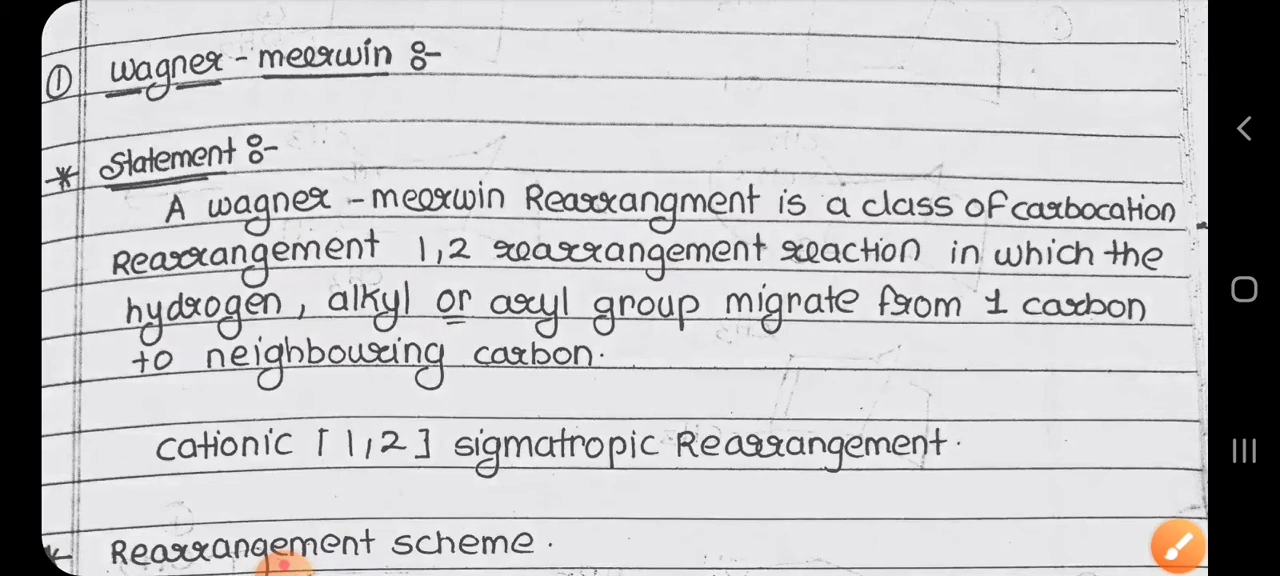 ① wagner - meerwin :-
* Statement :-
A wagner - meerwin Rearrangment is a class of carbocation
Rearrangement 1,2 rearrangement reaction in which the
hydrogen, alkyl or aryl group migrate from 1 carbon
to neighbouring carbon.
cationic [1,2] sigmatropic Rearrangement.
* Rearrangement scheme.